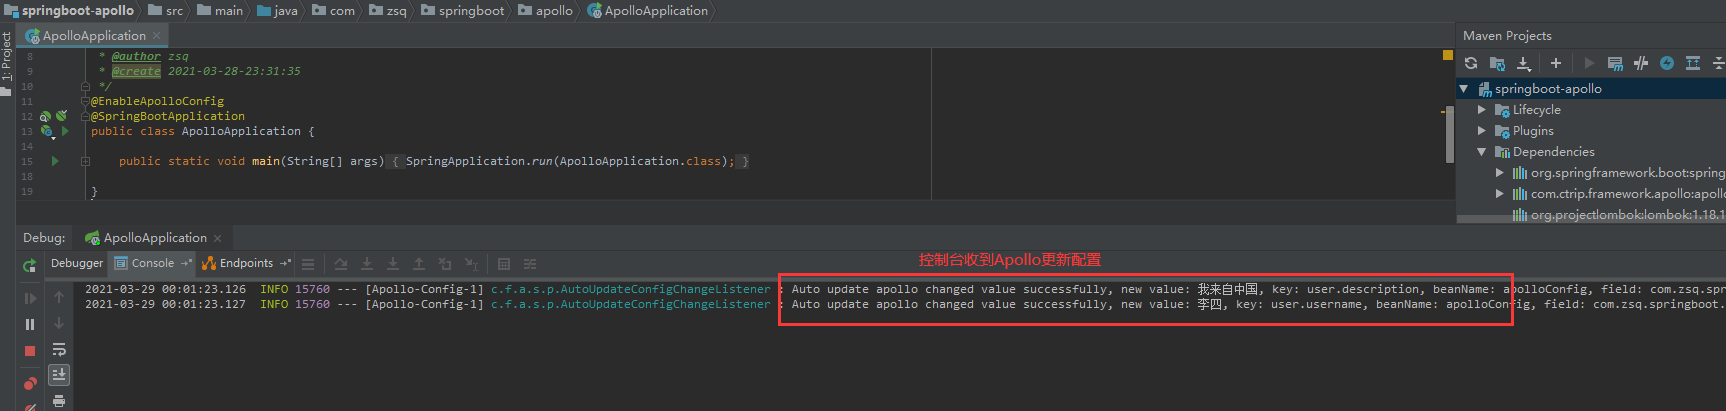 springboot-apollo src main java com zsq springboot apollo ApolloApplication
1: Project
ApolloApplication
Maven Projects
8 * @author zsq
9 * @create 2021-03-28-23:31:35
10 */
11 @EnableApolloConfig
12 @SpringBootApplication
13 public class ApolloApplication {
14
15 public static void main(String[] args) { SpringApplication.run(ApolloApplication.class); }
18
19 }
springboot-apollo
Lifecycle
Plugins
Dependencies
org.springframework.boot:spring
com.ctrip.framework.apollo:apollo
org.projectlombok:lombok:1.18.1
Debug: ApolloApplication
Debugger Console Endpoints
控制台收到Apollo更新配置
2021-03-29 00:01:23.126 INFO 15760 --- [Apollo-Config-1] c.f.a.s.p.AutoUpdateConfigChangeListener : Auto update apollo changed value successfully, new value: 我来自中国, key: user.description, beanName: apolloConfig, field: com.zsq.springboot
2021-03-29 00:01:23.127 INFO 15760 --- [Apollo-Config-1] c.f.a.s.p.AutoUpdateConfigChangeListener : Auto update apollo changed value successfully, new value: 李四, key: user.username, beanName: apolloConfig, field: com.zsq.springboot.